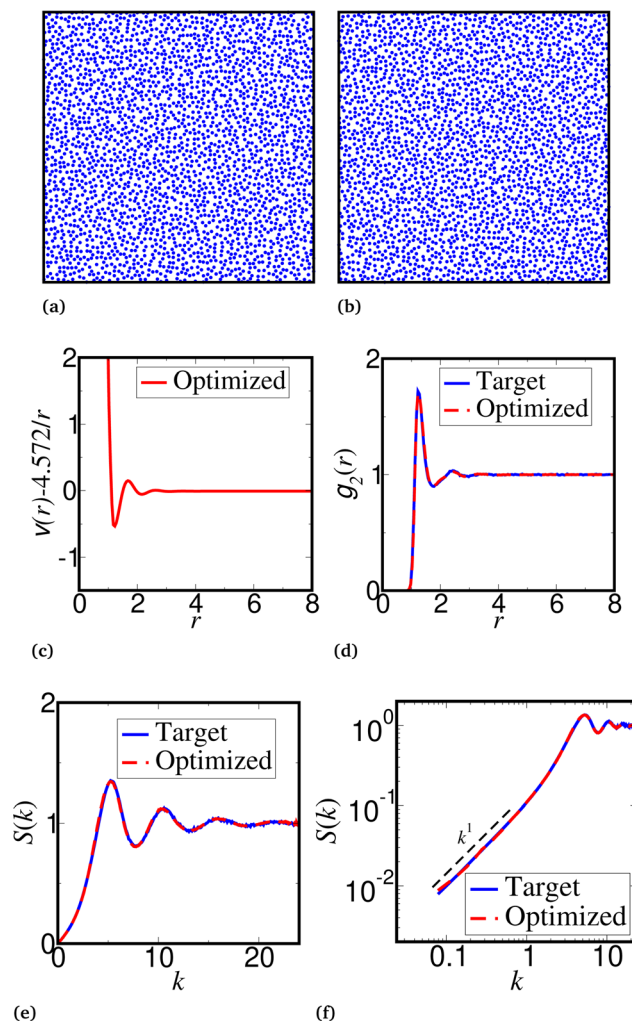 (a)
(b)
2
1
0
-1
v(r)-4.572/r
Optimized
0 2 4 6 8
r
(c)
2
1
0
g2(r)
Target
Optimized
0 2 4 6 8
r
(d)
2
1
0
S(k)
Target
Optimized
0 10 20
k
(e)
10^0
10^-1
10^-2
S(k)
k^1
Target
Optimized
0.1 1 10
k
(f)